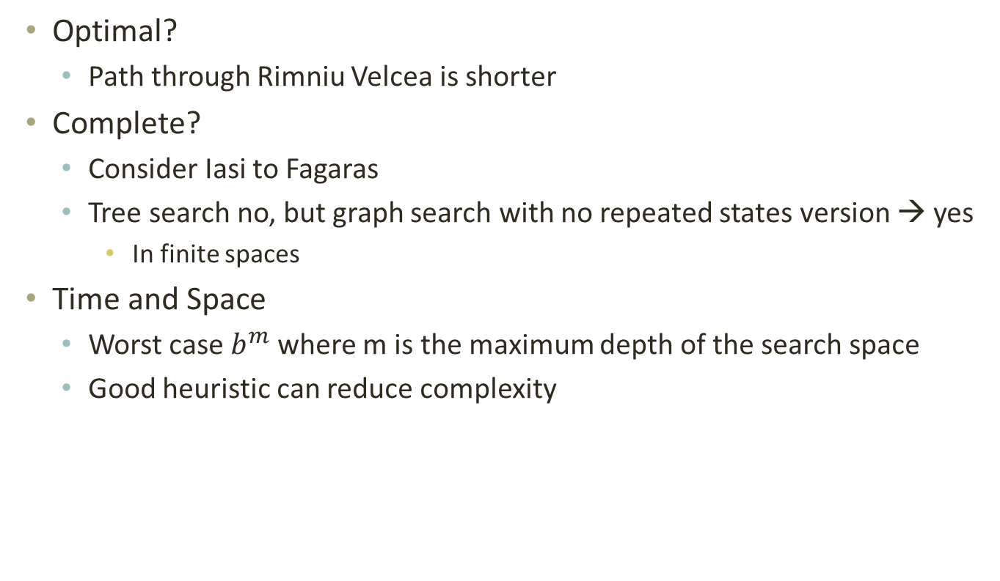 • Optimal?
• Path through Rimniu Velcea is shorter
• Complete?
• Consider Iasi to Fagaras
• Tree search no, but graph search with no repeated states version → yes
• In finite spaces
• Time and Space
• Worst case $b^m$ where m is the maximum depth of the search space
• Good heuristic can reduce complexity